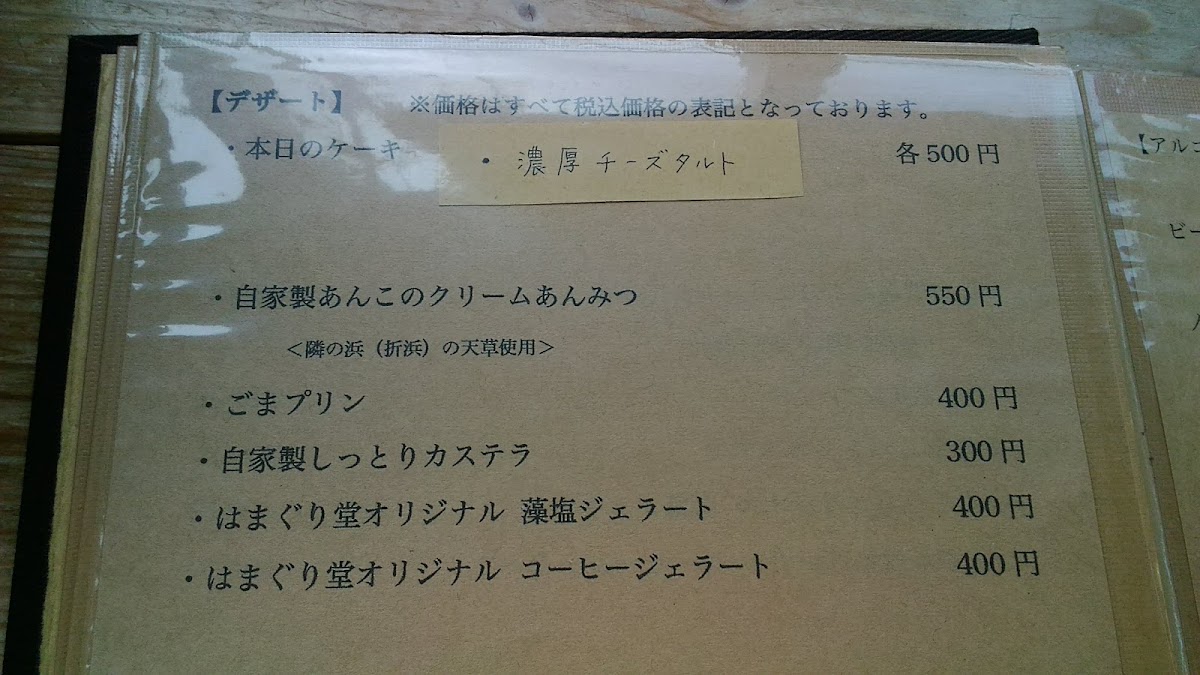 【デザート】　※価格はすべて税込価格の表記となっております。
・本日のケーキ　・濃厚チーズタルト　各500円
・自家製あんこのクリームあんみつ　550円
＜隣の浜（折浜）の天草使用＞
・ごまプリン　400円
・自家製しっとりカステラ　300円
・はまぐり堂オリジナル 藻塩ジェラート　400円
・はまぐり堂オリジナル コーヒージェラート　400円
【アルコ
ビー